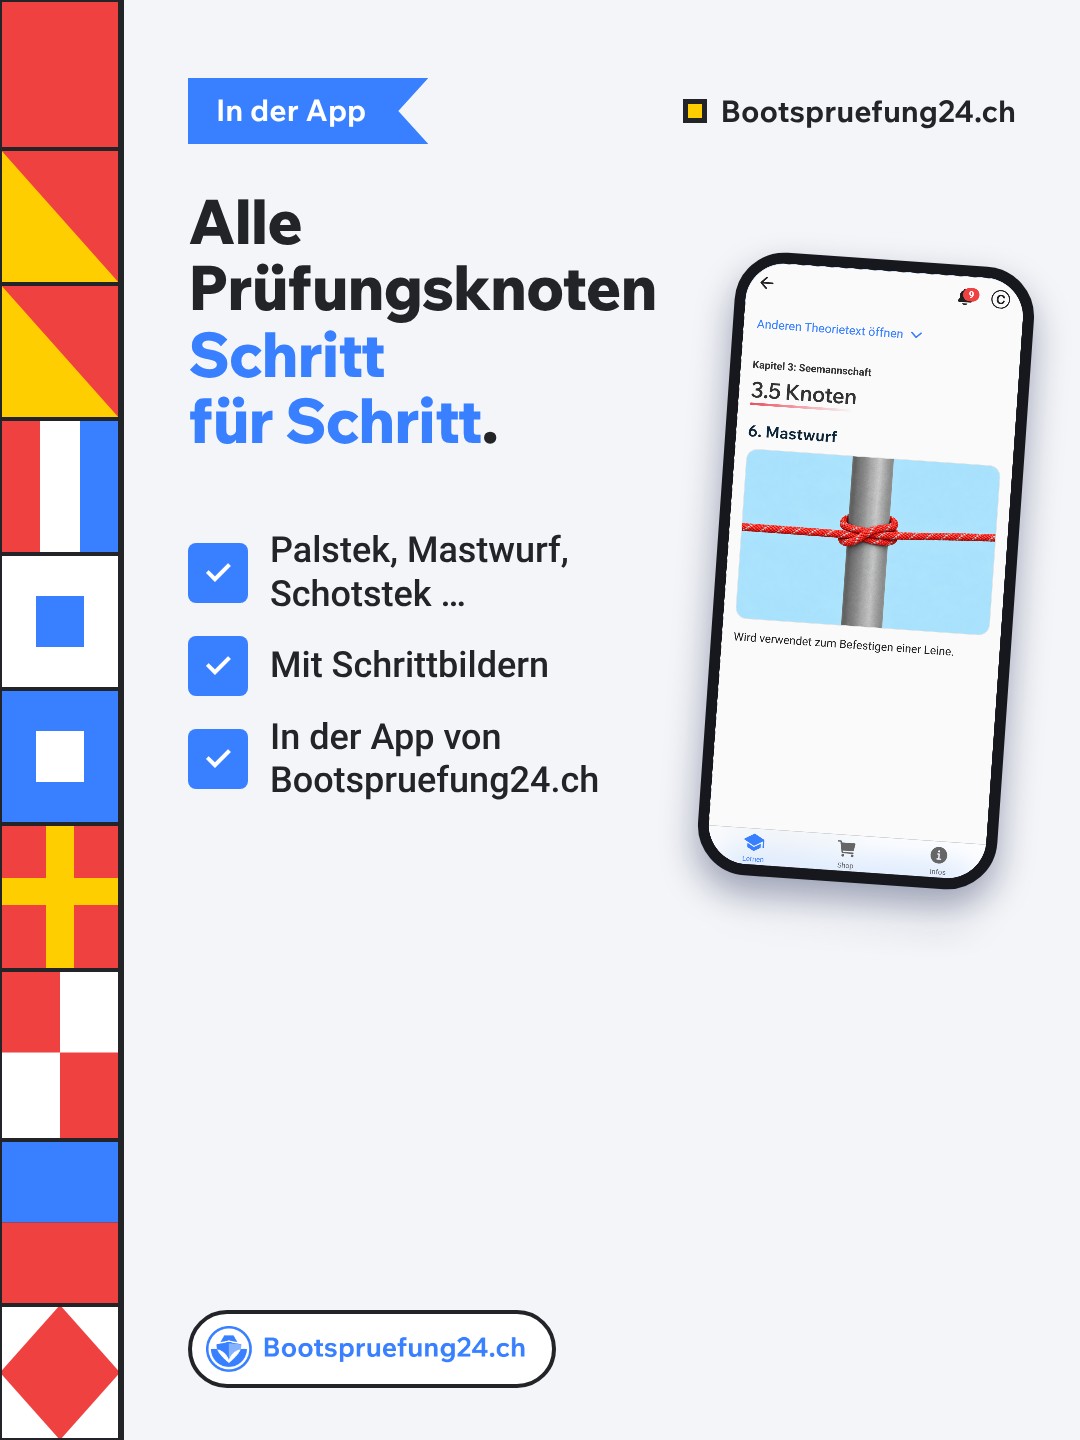 In der App
Bootspruefung24.ch
Alle
Prüfungsknoten
Schritt
für Schritt.
Palstek, Mastwurf,
Schotstek ...
Mit Schrittbildern
In der App von
Bootspruefung24.ch
9
C
Anderen Theorietext öffnen
Kapitel 3: Seemannschaft
3.5 Knoten
6. Mastwurf
Wird verwendet zum Befestigen einer Leine.
Lernen
Shop
Infos
Bootspruefung24.ch